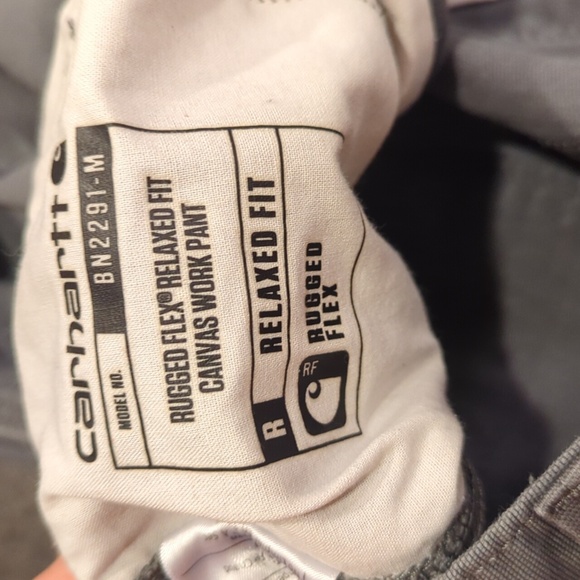 carhartt
MODEL NO. BN2291-M
RUGGED FLEX® RELAXED FIT
CANVAS WORK PANT
R RELAXED FIT
RF
RUGGED
FLEX